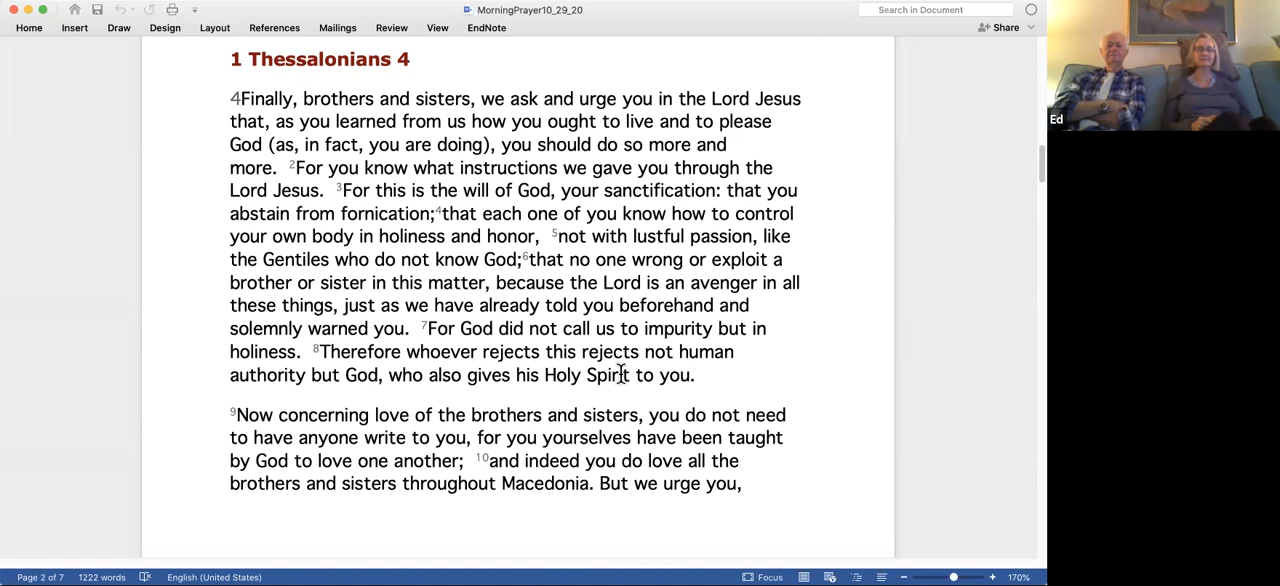 MorningPrayer10_29_20
Search in Document
Home Insert Draw Design Layout References Mailings Review View EndNote Share
1 Thessalonians 4
4Finally, brothers and sisters, we ask and urge you in the Lord Jesus
that, as you learned from us how you ought to live and to please
God (as, in fact, you are doing), you should do so more and
more. 2For you know what instructions we gave you through the
Lord Jesus. 3For this is the will of God, your sanctification: that you
abstain from fornication;4that each one of you know how to control
your own body in holiness and honor, 5not with lustful passion, like
the Gentiles who do not know God;6that no one wrong or exploit a
brother or sister in this matter, because the Lord is an avenger in all
these things, just as we have already told you beforehand and
solemnly warned you. 7For God did not call us to impurity but in
holiness. 8Therefore whoever rejects this rejects not human
authority but God, who also gives his Holy Spirit to you.
9Now concerning love of the brothers and sisters, you do not need
to have anyone write to you, for you yourselves have been taught
by God to love one another; 10and indeed you do love all the
brothers and sisters throughout Macedonia. But we urge you,
Page 2 of 7 1222 words English (United States) Focus 170%
Ed